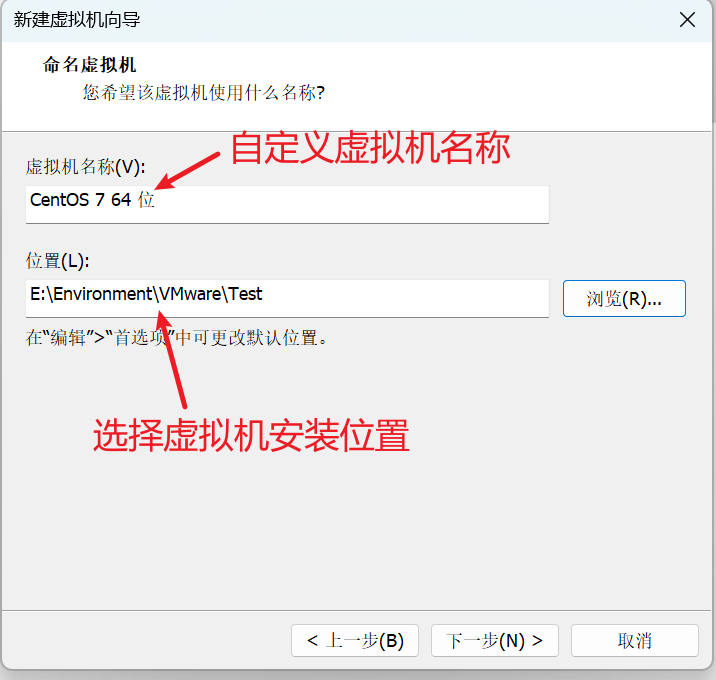 新建虚拟机向导
命名虚拟机
您希望该虚拟机使用什么名称?
自定义虚拟机名称
虚拟机名称(V):
CentOS 7 64 位
位置(L):
E:\Environment\VMware\Test
浏览(R)...
在“编辑”>“首选项”中可更改默认位置。
选择虚拟机安装位置
< 上一步(B)
下一步(N) >
取消